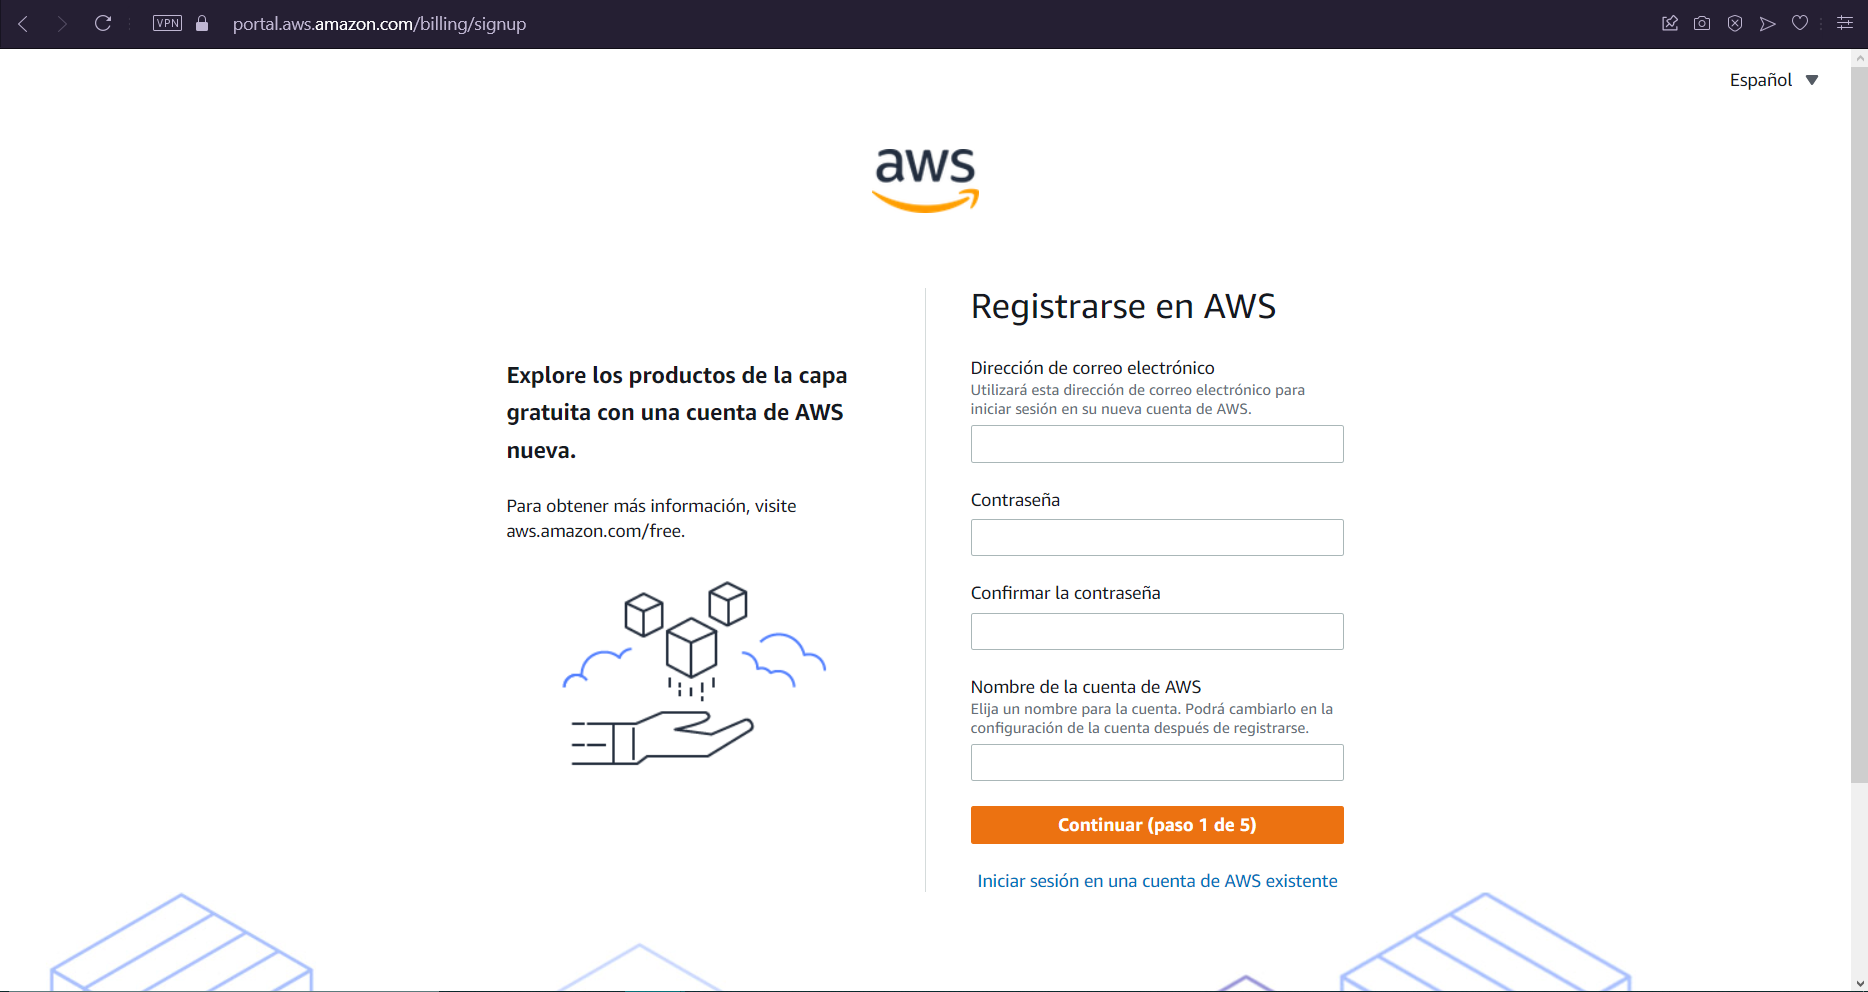 VPN
portal.aws.amazon.com/billing/signup
Español
aws
Explore los productos de la capa
gratuita con una cuenta de AWS
nueva.
Para obtener más información, visite
aws.amazon.com/free.
Registrarse en AWS
Dirección de correo electrónico
Utilizará esta dirección de correo electrónico para
iniciar sesión en su nueva cuenta de AWS.
Contraseña
Confirmar la contraseña
Nombre de la cuenta de AWS
Elija un nombre para la cuenta. Podrá cambiarlo en la
configuración de la cuenta después de registrarse.
Continuar (paso 1 de 5)
Iniciar sesión en una cuenta de AWS existente